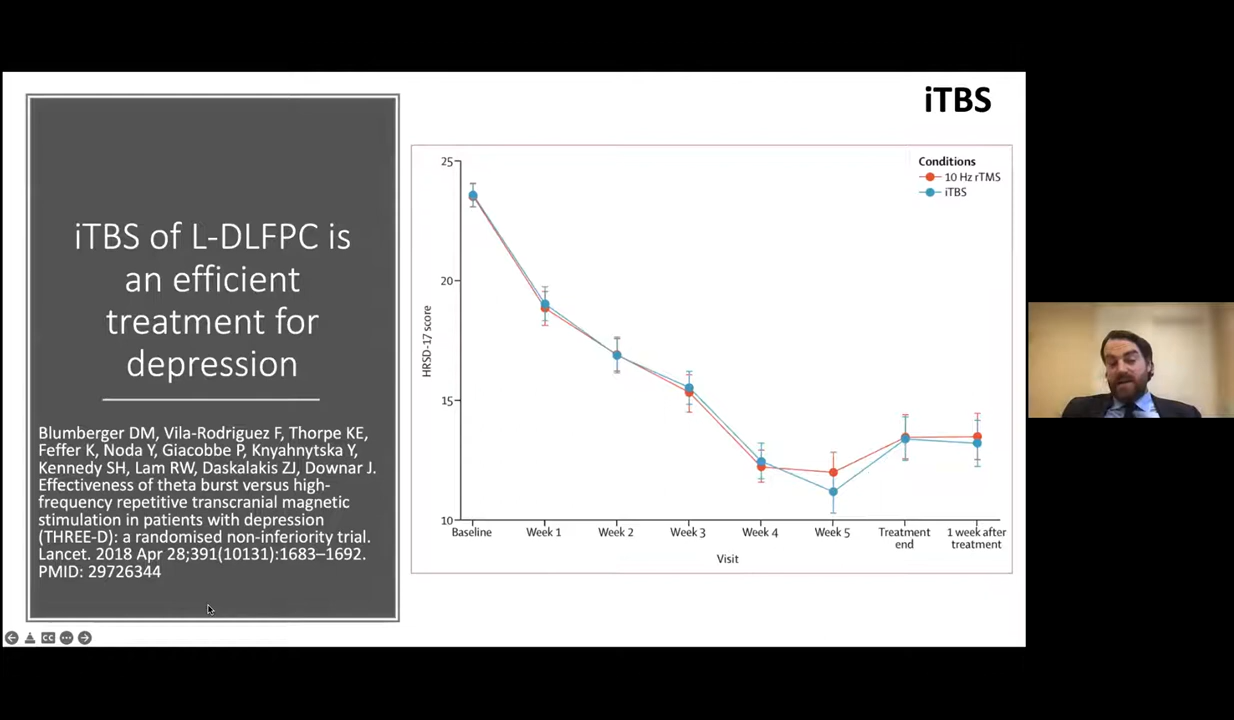 iTBS
iTBS of L-DLFPC is
an efficient
treatment for
depression
Blumberger DM, Vila-Rodriguez F, Thorpe KE,
Feffer K, Noda Y, Giacobbe P, Knyahnytska Y,
Kennedy SH, Lam RW, Daskalakis ZJ, Downar J.
Effectiveness of theta burst versus high-
frequency repetitive transcranial magnetic
stimulation in patients with depression
(THREE-D): a randomised non-inferiority trial.
Lancet. 2018 Apr 28;391(10131):1683–1692.
PMID: 29726344
Conditions
10 Hz rTMS
iTBS
HRSD-17 score
25
20
15
10
Baseline
Week 1
Week 2
Week 3
Week 4
Week 5
Treatment
end
1 week after
treatment
Visit
CC